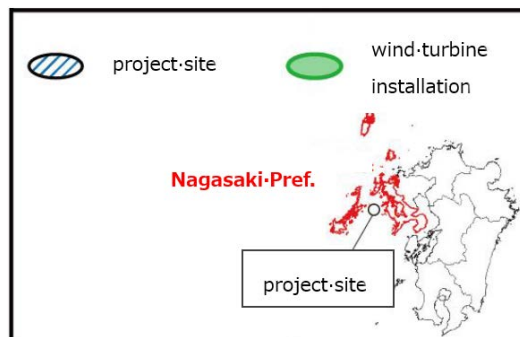 project·site
wind·turbine
installation
Nagasaki·Pref.
project·site